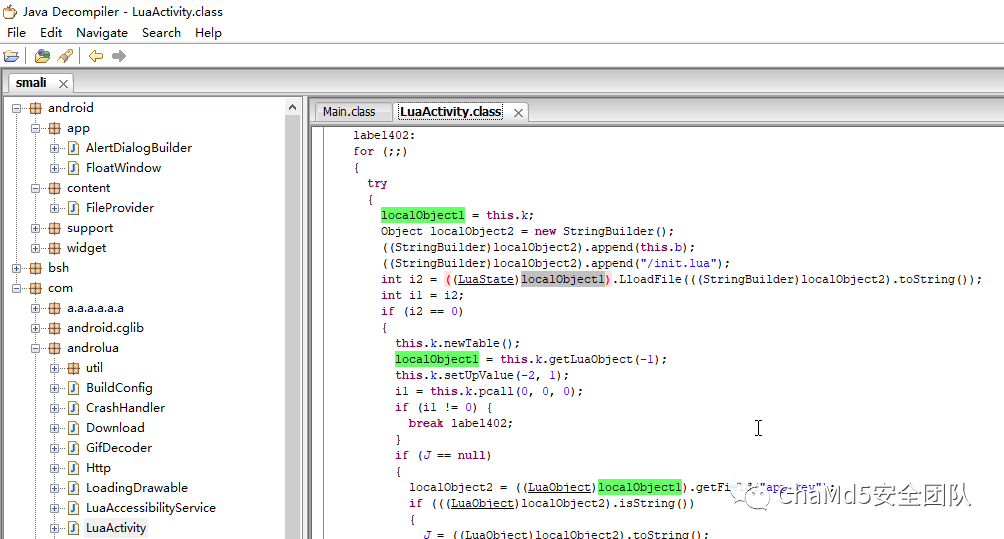 Java Decompiler - LuaActivity.class
File Edit Navigate Search Help
smali
android
app
AlertDialogBuilder
FloatWindow
content
FileProvider
support
widget
bsh
com
a.a.a.a.a.a
android.cglib
androlua
util
BuildConfig
CrashHandler
Download
GifDecoder
Http
LoadingDrawable
LuaAccessibilityService
LuaActivity
Main.class LuaActivity.class
label402:
for (;;)
{
try
{
localObject1 = this.k;
Object localObject2 = new StringBuilder();
((StringBuilder)localObject2).append(this.b);
((StringBuilder)localObject2).append("/init.lua");
int i2 = ((LuaState)localObject1).LloadFile(((StringBuilder)localObject2).toString());
int i1 = i2;
if (i2 == 0)
{
this.k.newTable();
localObject1 = this.k.getLuaObject(-1);
this.k.setUpValue(-2, 1);
i1 = this.k.pcall(0, 0, 0);
if (i1 != 0) {
break label402;
}
if (J == null)
{
localObject2 = ((LuaObject)localObject1).getField("app_key");
if (((LuaObject)localObject2).isString())
{
J = ((LuaObject)localObject2).toString();
ChaMd5安全团队